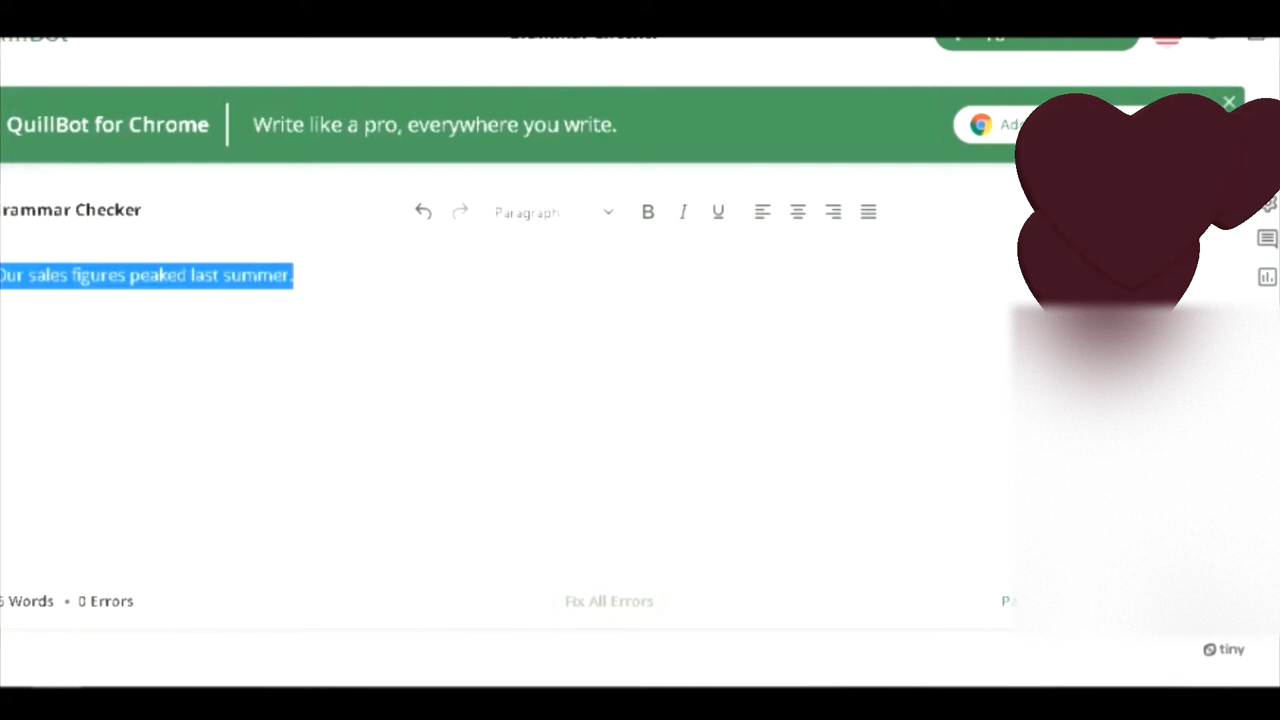 QuillBot for Chrome
Write like a pro, everywhere you write.
rammar Checker
Paragraph
B I U
Our sales figures peaked last summer.
Words • 0 Errors
Fix All Errors
tiny